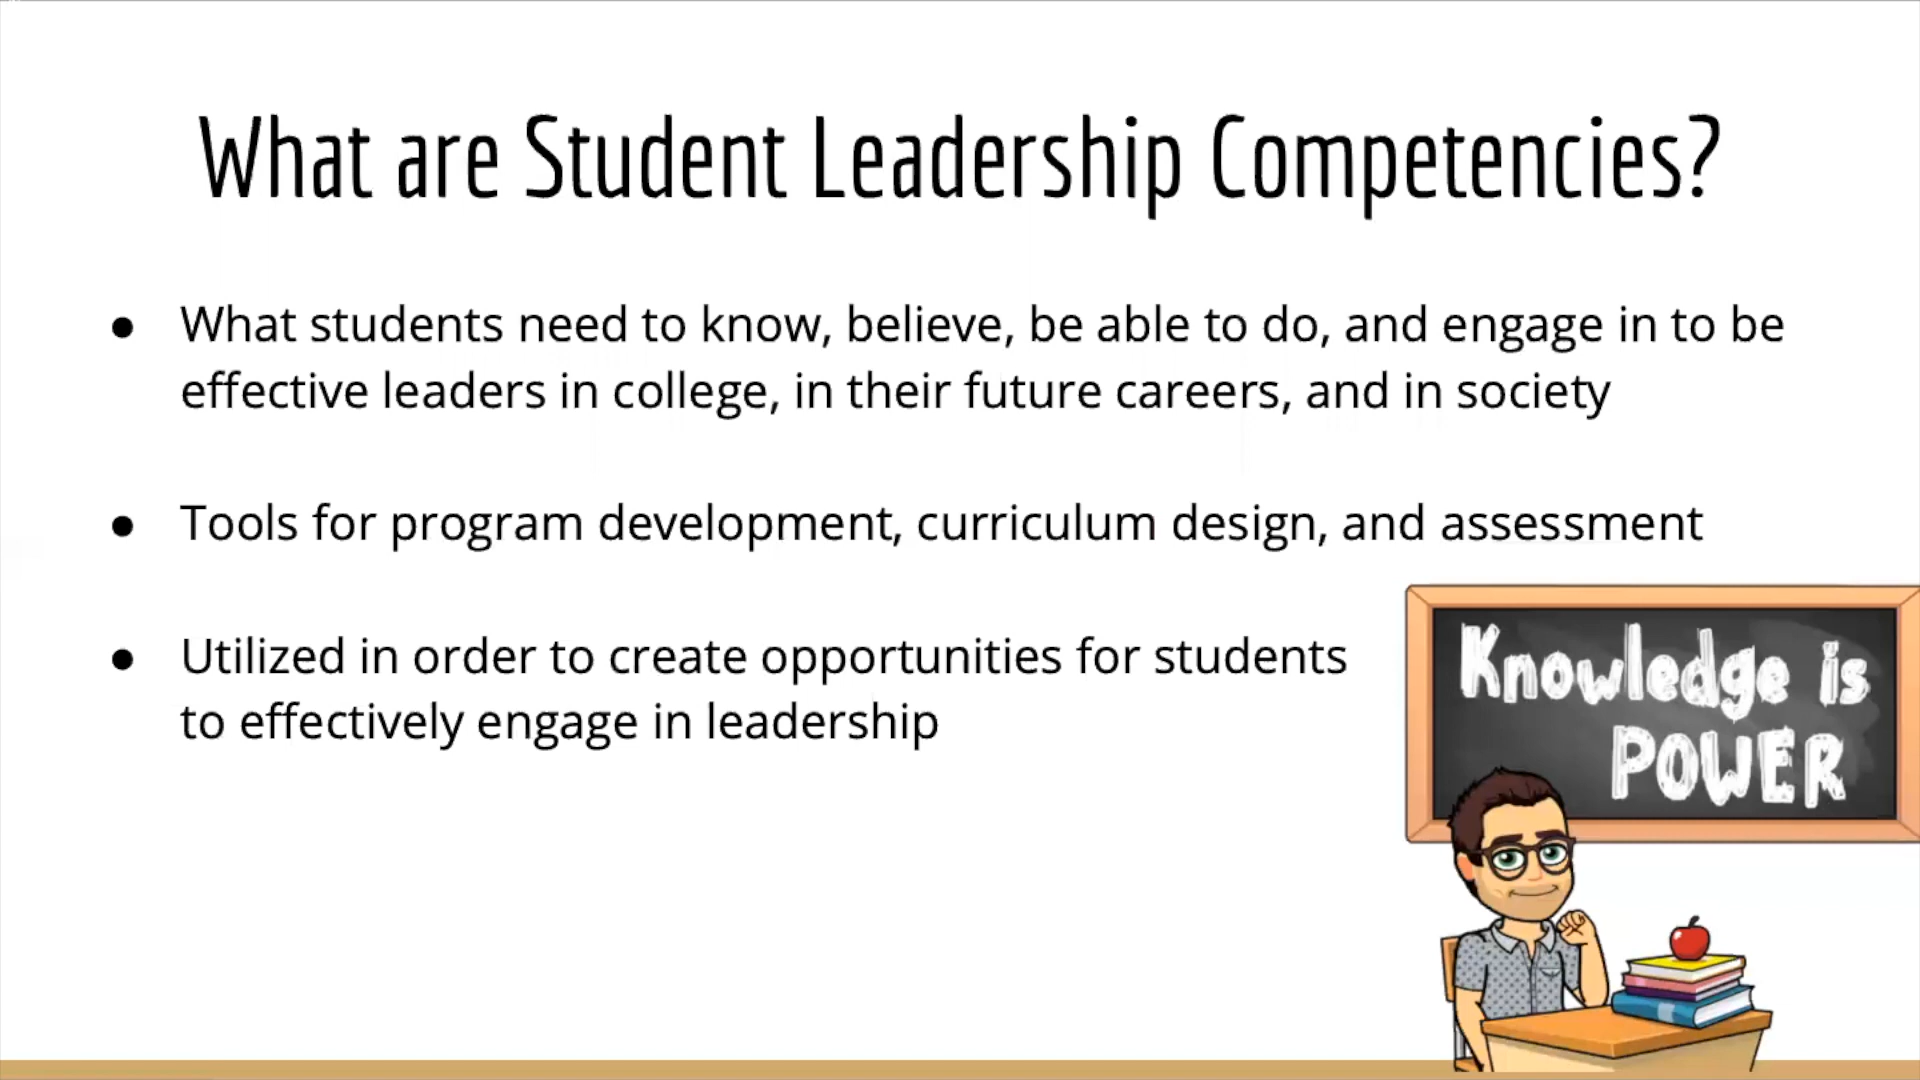 What are Student Leadership Competencies?
● What students need to know, believe, be able to do, and engage in to be
effective leaders in college, in their future careers, and in society
● Tools for program development, curriculum design, and assessment
● Utilized in order to create opportunities for students
to effectively engage in leadership
Knowledge is
POWER